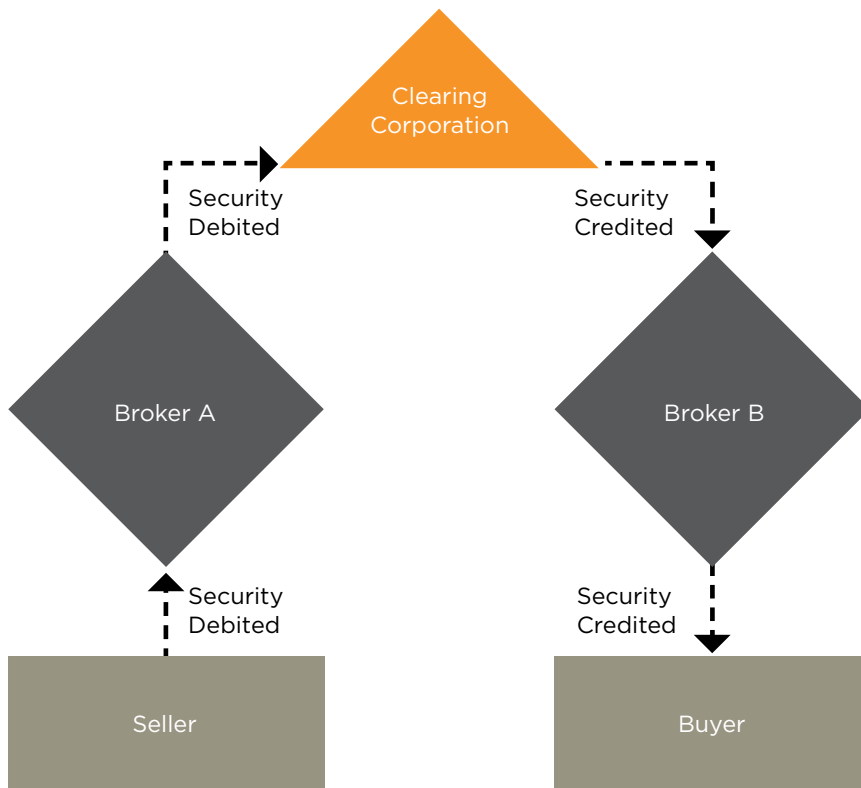 Clearing
Corporation
Security
Debited
Security
Credited
Broker A
Broker B
Security
Debited
Security
Credited
Seller
Buyer